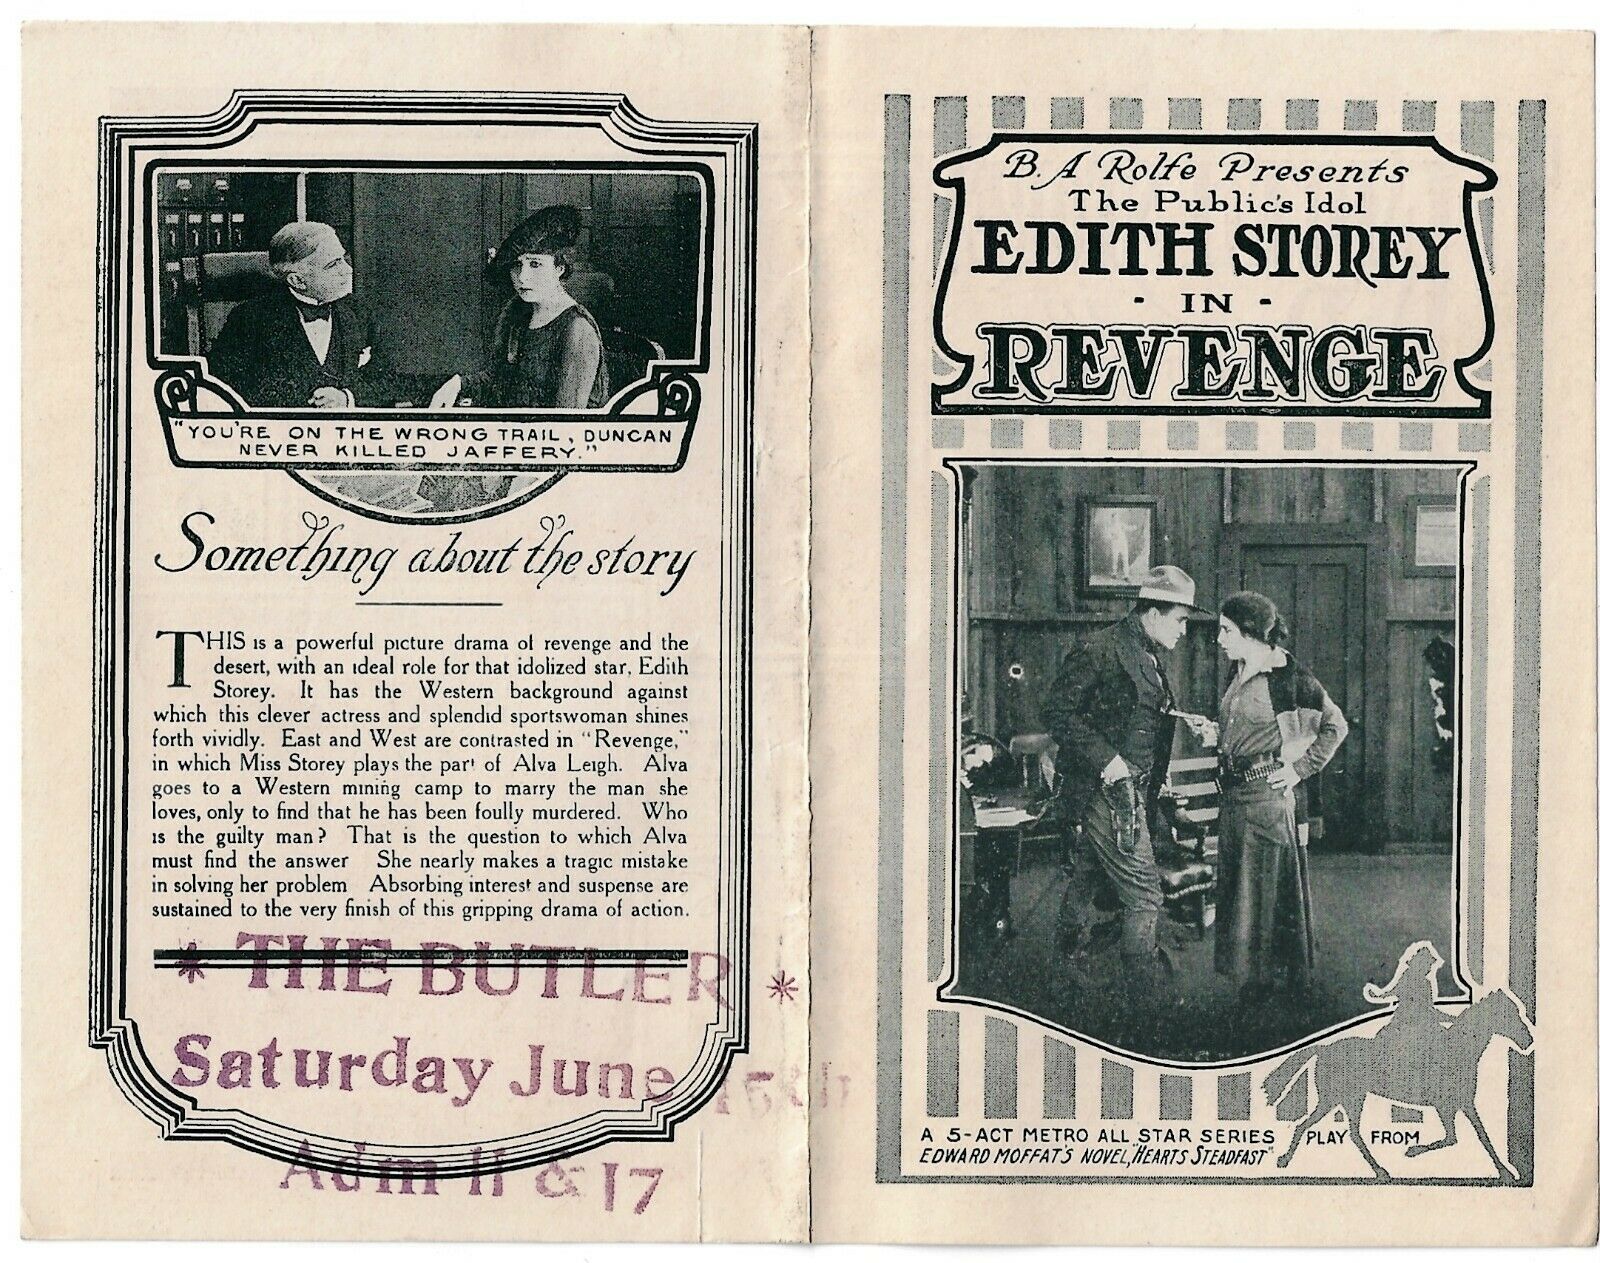 "YOU'RE ON THE WRONG TRAIL, DUNCAN
NEVER KILLED JAFFERY."
Something about the story
THIS is a powerful picture drama of revenge and the
desert, with an ideal role for that idolized star, Edith
Storey. It has the Western background against
which this clever actress and splendid sportswoman shines
forth vividly. East and West are contrasted in "Revenge,"
in which Miss Storey plays the part of Alva Leigh. Alva
goes to a Western mining camp to marry the man she
loves, only to find that he has been foully murdered. Who
is the guilty man? That is the question to which Alva
must find the answer She nearly makes a tragic mistake
in solving her problem Absorbing interest and suspense are
sustained to the very finish of this gripping drama of action.
* THE BUTLER *
Saturday June 15th
Adm 11 & 17
B. A Rolfe Presents
The Public's Idol
EDITH STOREY
- IN -
REVENGE
A 5-ACT METRO ALL STAR SERIES PLAY FROM
EDWARD MOFFAT'S NOVEL, "HEARTS STEADFAST"